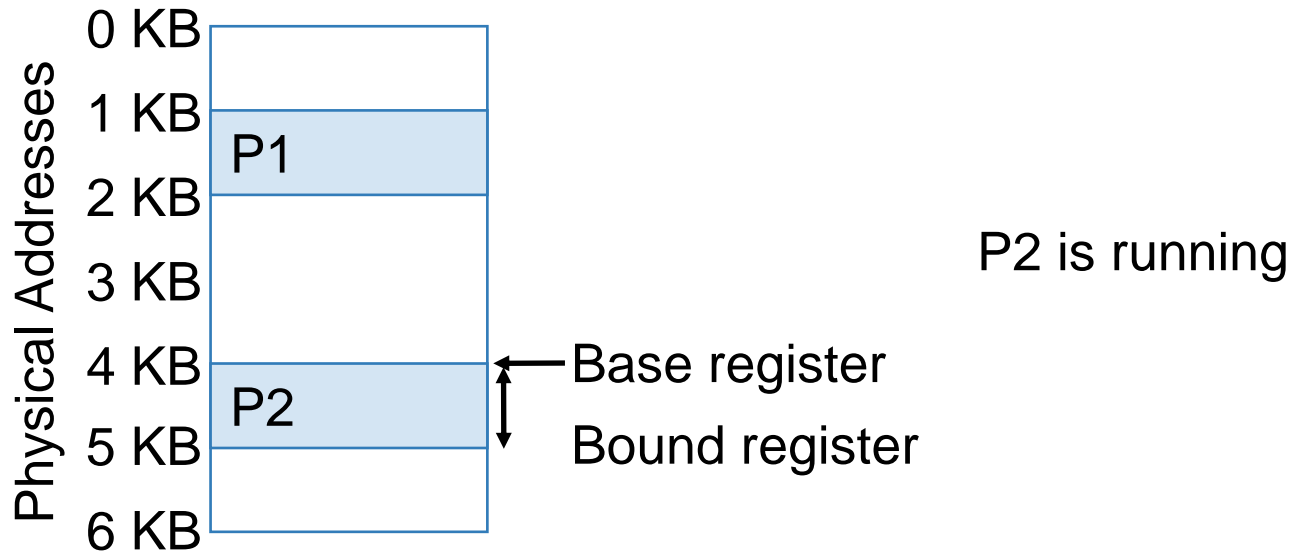 Physical Addresses
0 KB
1 KB
P1
2 KB
3 KB
P2 is running
4 KB
Base register
P2
5 KB
Bound register
6 KB